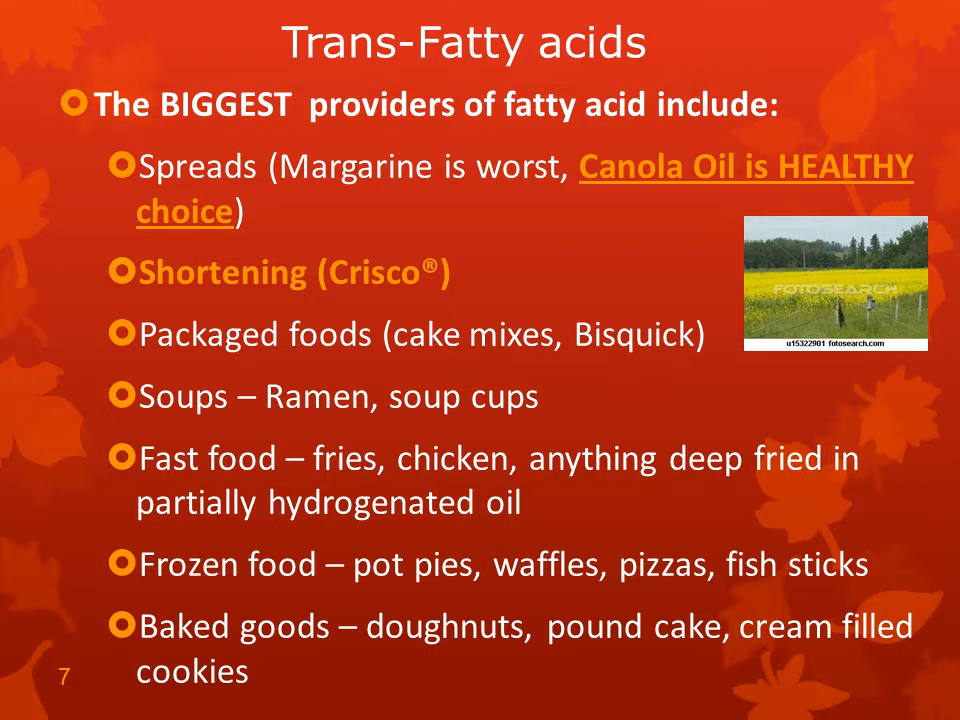 Trans-Fatty acids
The BIGGEST providers of fatty acid include:
Spreads (Margarine is worst, Canola Oil is HEALTHY
choice)
Shortening (Crisco®)
FOTOSEARCH
Packaged foods (cake mixes, Bisquick)
u15322901 fotosearch.com
Soups – Ramen, soup cups
Fast food – fries, chicken, anything deep fried in
partially hydrogenated oil
Frozen food – pot pies, waffles, pizzas, fish sticks
Baked goods – doughnuts, pound cake, cream filled
cookies
7